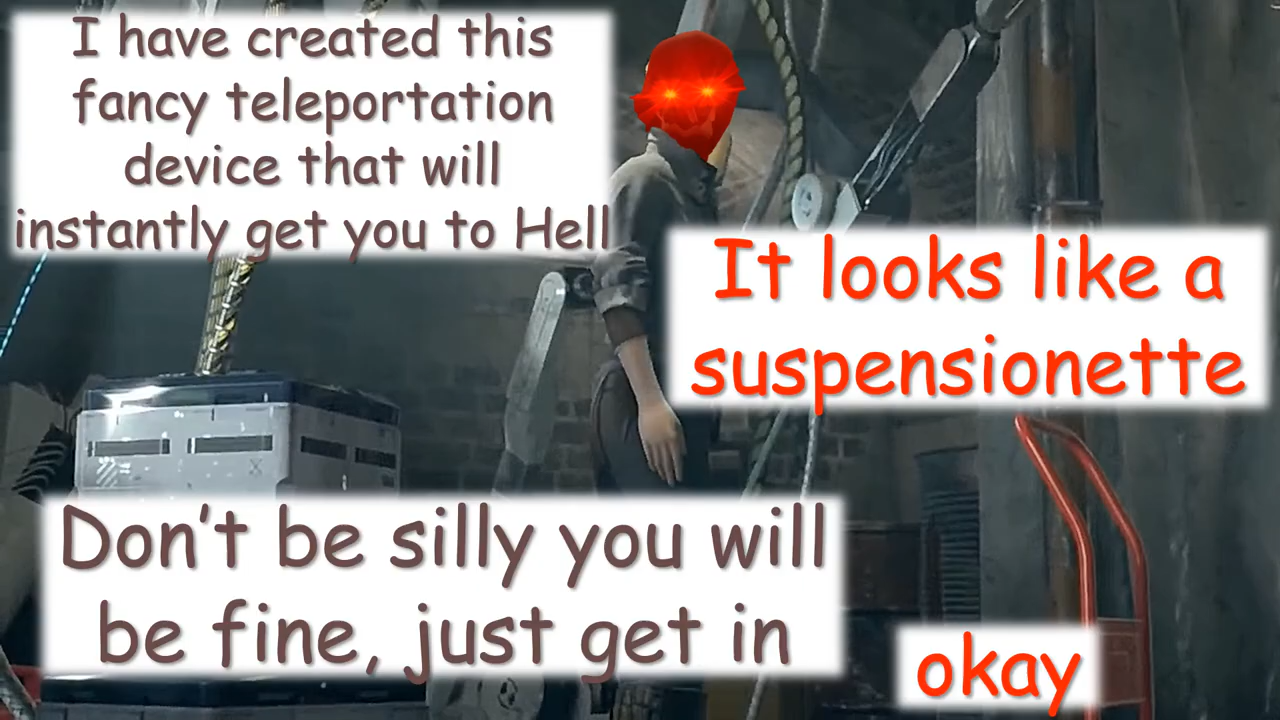 I have created this
fancy teleportation
device that will
instantly get you to Hell
It looks like a
suspensionette
Don't be silly you will
be fine, just get in
okay